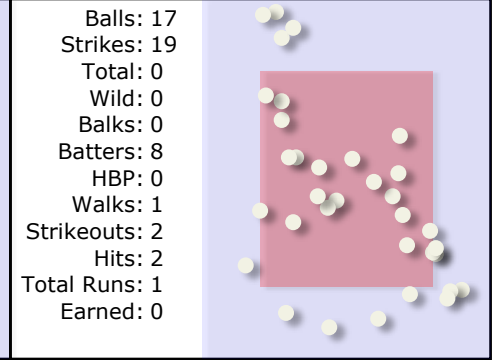 Balls: 17
Strikes: 19
Total: 0
Wild: 0
Balks: 0
Batters: 8
HBP: 0
Walks: 1
Strikeouts: 2
Hits: 2
Total Runs: 1
Earned: 0